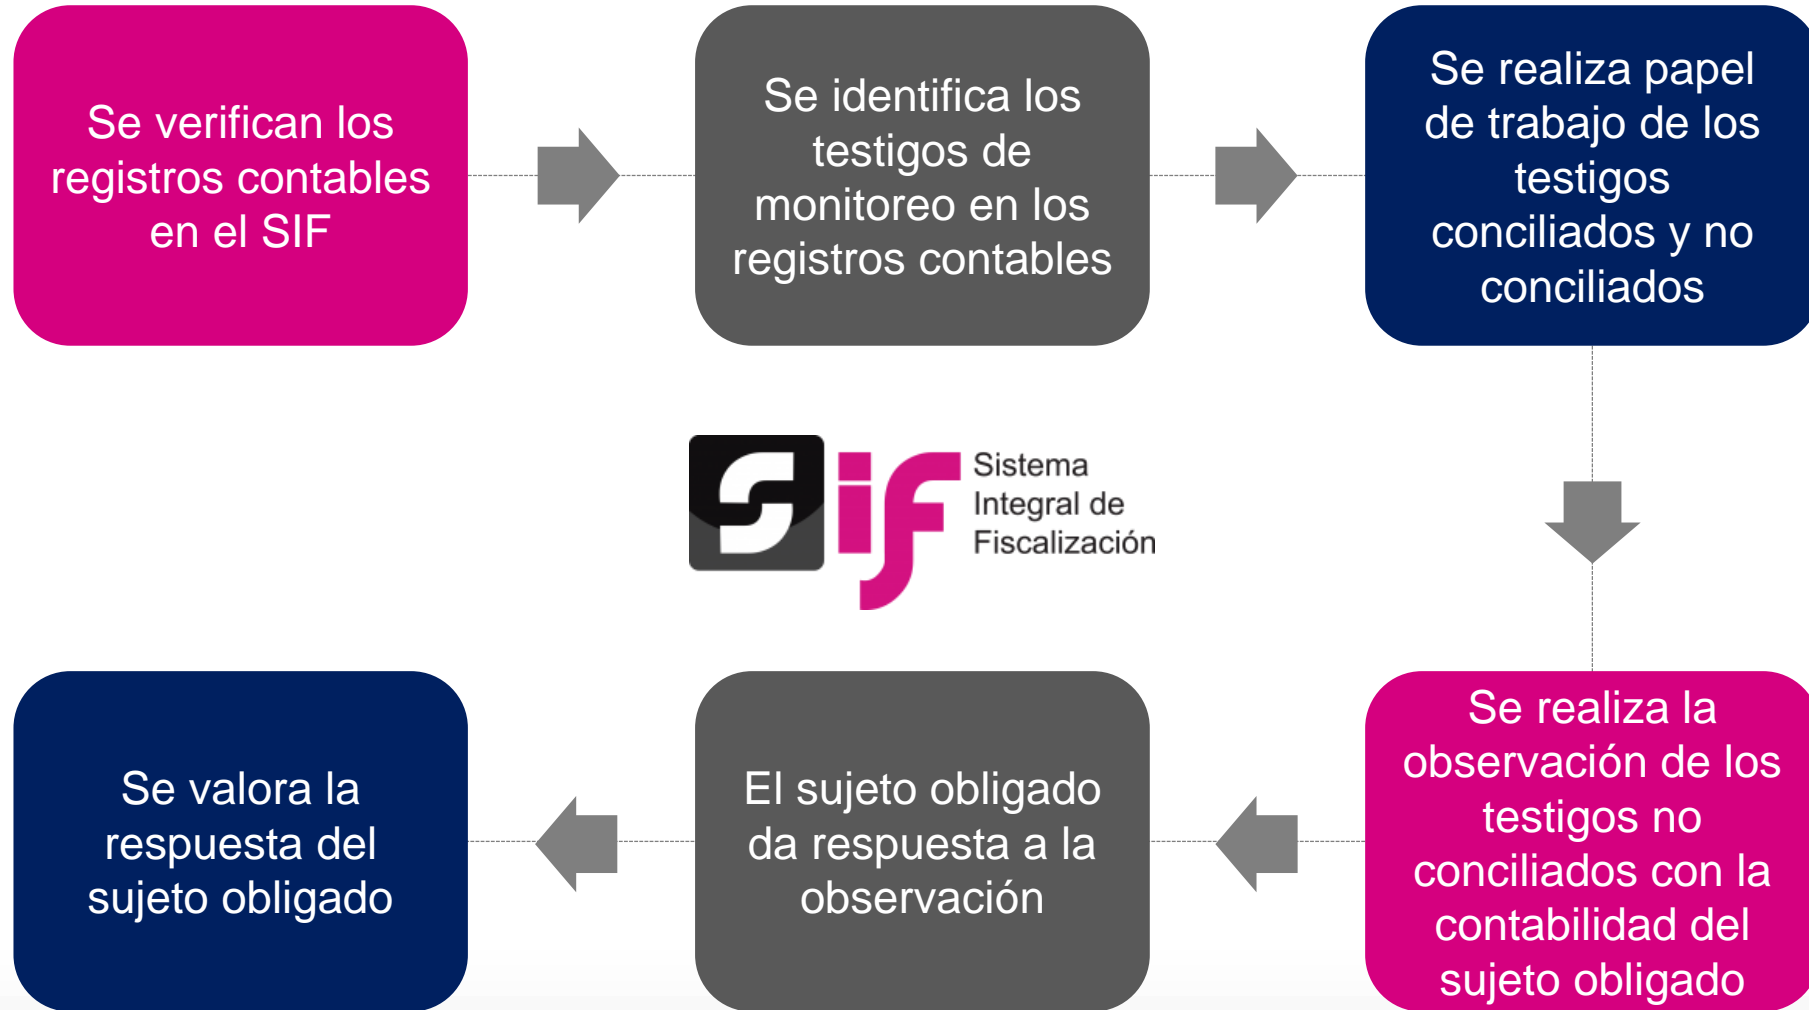 Se verifican los
registros contables
en el SIF
Se identifica los
testigos de
monitoreo en los
registros contables
Se realiza papel
de trabajo de los
testigos
conciliados y no
conciliados
Sif
Sistema
Integral de
Fiscalización
Se realiza la
observación de los
testigos no
conciliados con la
contabilidad del
sujeto obligado
El sujeto obligado
da respuesta a la
observación
Se valora la
respuesta del
sujeto obligado